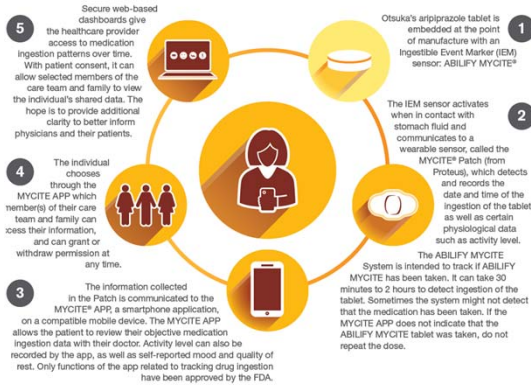 1
Otsuka's aripiprazole tablet is
embedded at the point
of manufacture with an
Ingestible Event Marker (IEM)
sensor: ABILIFY MYCITE®
2
The IEM sensor activates
when in contact with
stomach fluid and
communicates to a
wearable sensor, called the
MYCITE® Patch (from
Proteus), which detects
and records the
date and time of the
ingestion of the tablet
as well as certain
physiological data
such as activity level.
The ABILIFY MYCITE
System is intended to track if ABILIFY
MYCITE has been taken. It can take 30
minutes to 2 hours to detect ingestion of
the tablet. Sometimes the system might not detect
that the medication has been taken. If the
MYCITE APP does not indicate that the
ABILIFY MYCITE tablet was taken, do not
repeat the dose.
3
The information collected
in the Patch is communicated to the
MYCITE® APP, a smartphone application,
on a compatible mobile device. The MYCITE APP
allows the patient to review their objective medication
ingestion data with their doctor. Activity level can also be
recorded by the app, as well as self-reported mood and quality of
rest. Only functions of the app related to tracking drug ingestion
have been approved by the FDA.
4
The individual
chooses
through the
MYCITE APP which
member(s) of their care
team and family can
cess their information,
and can grant or
withdraw permission at
any time.
5
Secure web-based
dashboards give
the healthcare provider
access to medication
ingestion patterns over time.
With patient consent, it can
allow selected members of the
care team and family to view
the individual's shared data. The
hope is to provide additional
clarity to better inform
physicians and their patients.